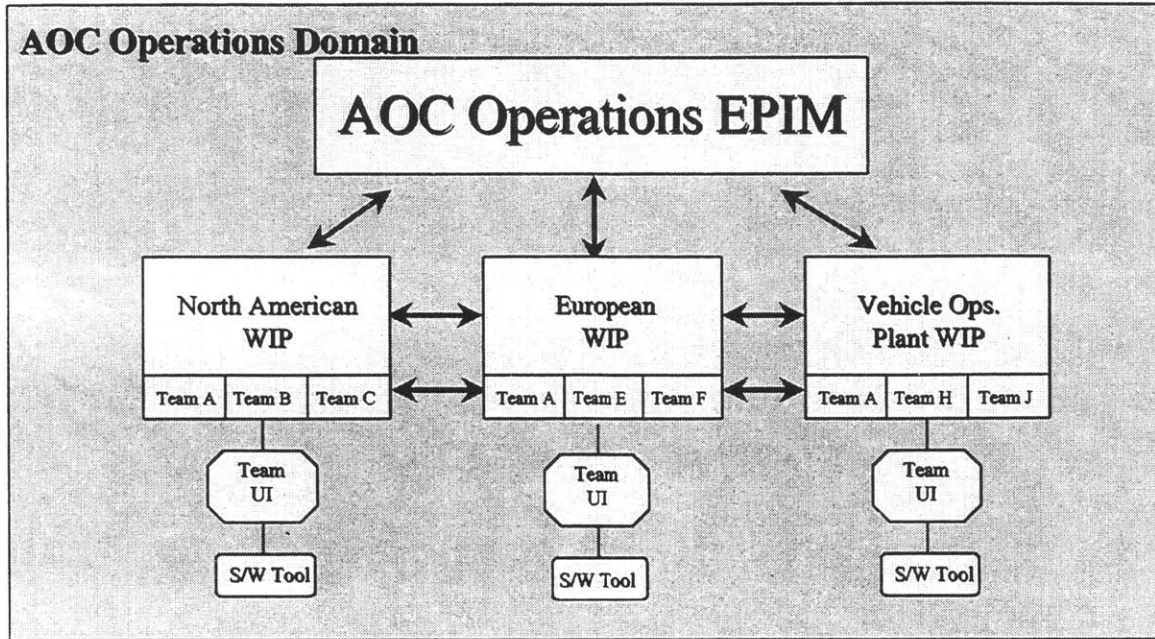 AOC Operations Domain
AOC Operations EPIM
North American
WIP
European
WIP
Vehicle Ops.
Plant WIP
Team A Team B Team C
Team A Team E Team F
Team A Team H Team J
Team
UI
Team
UI
Team
UI
S/W Tool
S/W Tool
S/W Tool